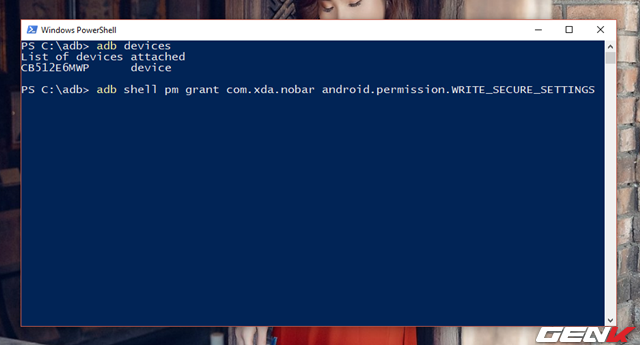 Windows PowerShell
PS C:\adb> adb devices
List of devices attached
CB512E6MWP device
PS C:\adb> adb shell pm grant com.xda.nobar android.permission.WRITE_SECURE_SETTINGS
GENK